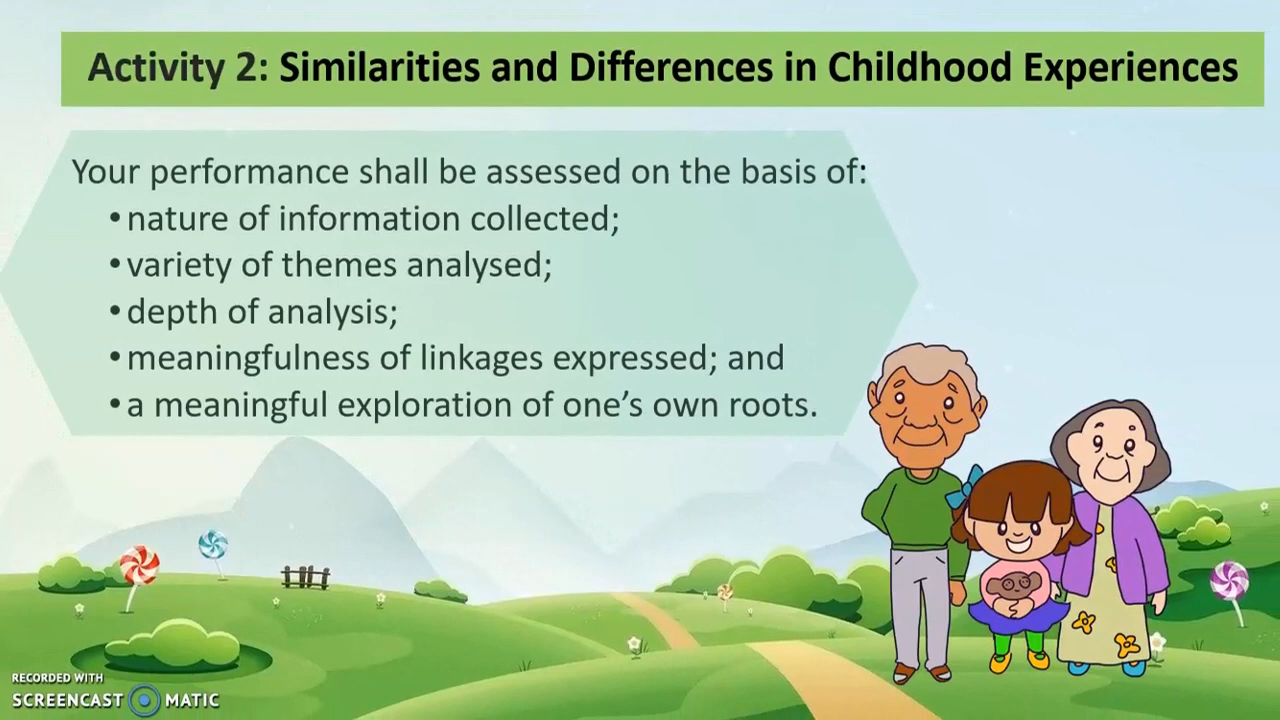 Activity 2: Similarities and Differences in Childhood Experiences
Your performance shall be assessed on the basis of:
• nature of information collected;
• variety of themes analysed;
• depth of analysis;
• meaningfulness of linkages expressed; and
• a meaningful exploration of one’s own roots.
RECORDED WITH
SCREENCAST MATIC